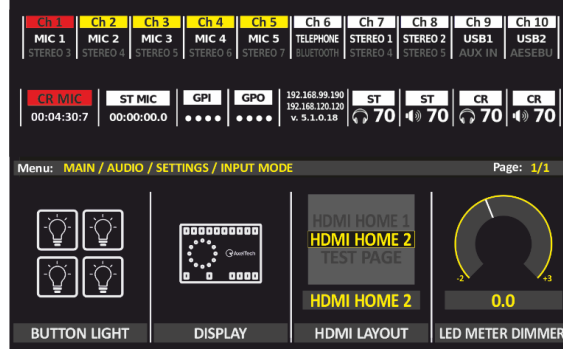 Ch 1 Ch 2 Ch 3 Ch 4 Ch 5 Ch 6 Ch 7 Ch 8 Ch 9 Ch 10
MIC 1 MIC 2 MIC 3 MIC 4 MIC 5 TELEPHONE STEREO 1 STEREO 2 USB1 USB2
STEREO 3 STEREO 4 STEREO 5 STEREO 6 STEREO 7 BLUETOOTH STEREO 4 STEREO 5 AUX IN AESEBU
CR MIC ST MIC GPI GPO 192.168.99.190 ST ST CR CR
192.168.120.120
00:04:30:7 00:00:00.0 v. 5.1.0.18 70 70 70 70
Menu: MAIN / AUDIO / SETTINGS / INPUT MODE Page: 1/1
HDMI HOME 1
HDMI HOME 2
TEST PAGE
AxelTech
-2 +3
HDMI HOME 2 0.0
BUTTON LIGHT DISPLAY HDMI LAYOUT LED METER DIMMER